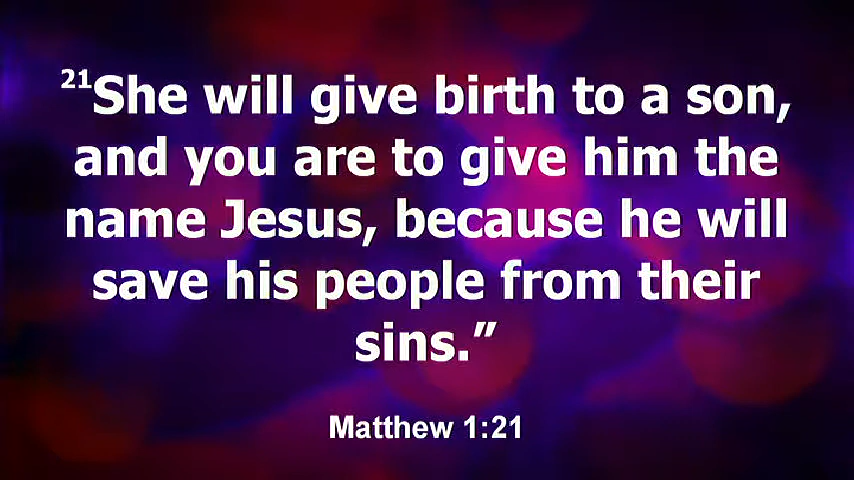 ²¹She will give birth to a son,
and you are to give him the
name Jesus, because he will
save his people from their
sins.”
Matthew 1:21